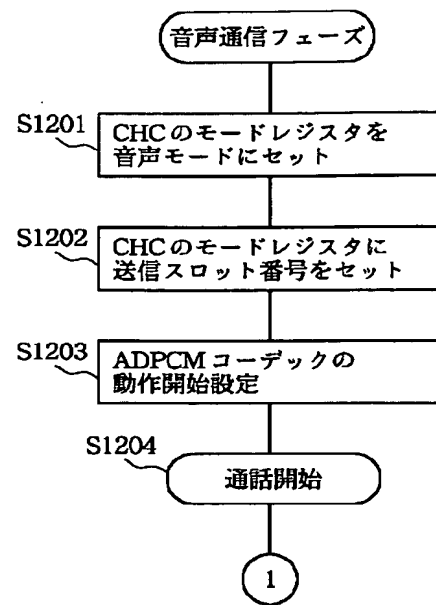 音声通信フェーズ
S1201
CHCのモードレジスタを
音声モードにセット
S1202
CHCのモードレジスタに
送信スロット番号をセット
S1203
ADPCMコーデックの
動作開始設定
S1204
通話開始
1